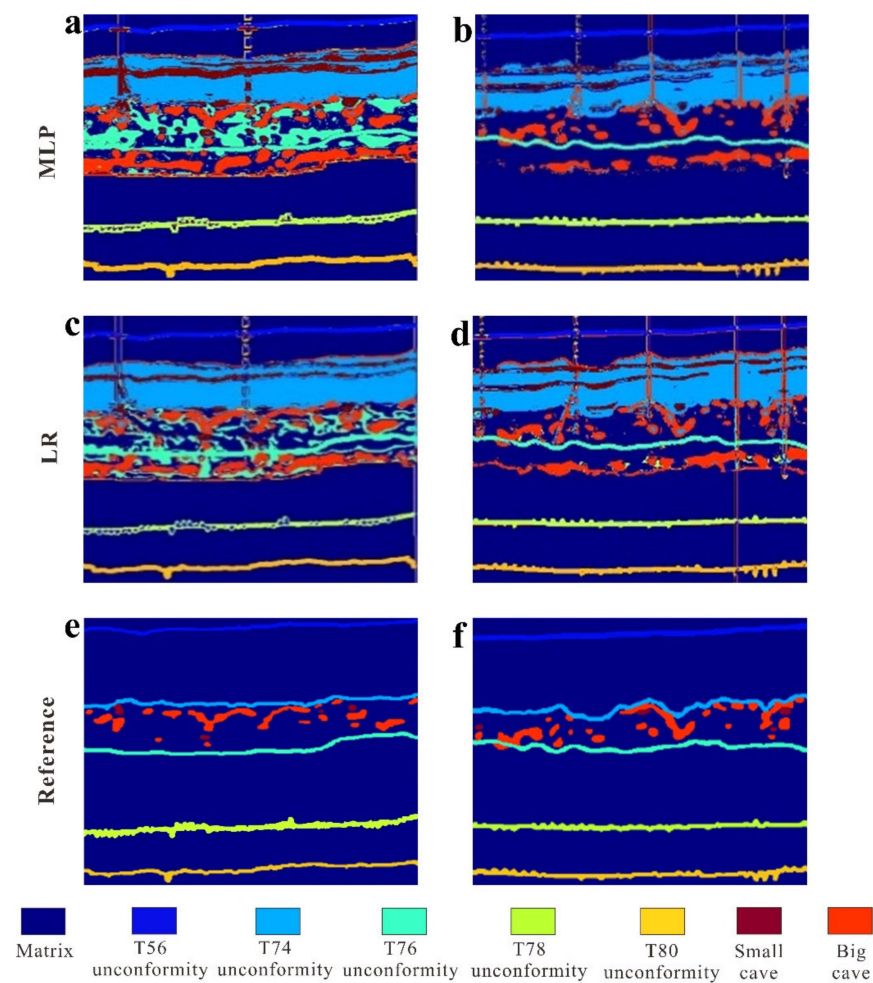 a
b
MLP
c
d
LR
e
f
Reference
Matrix
T56
unconformity
T74
unconformity
T76
unconformity
T78
unconformity
T80
unconformity
Small
cave
Big
cave